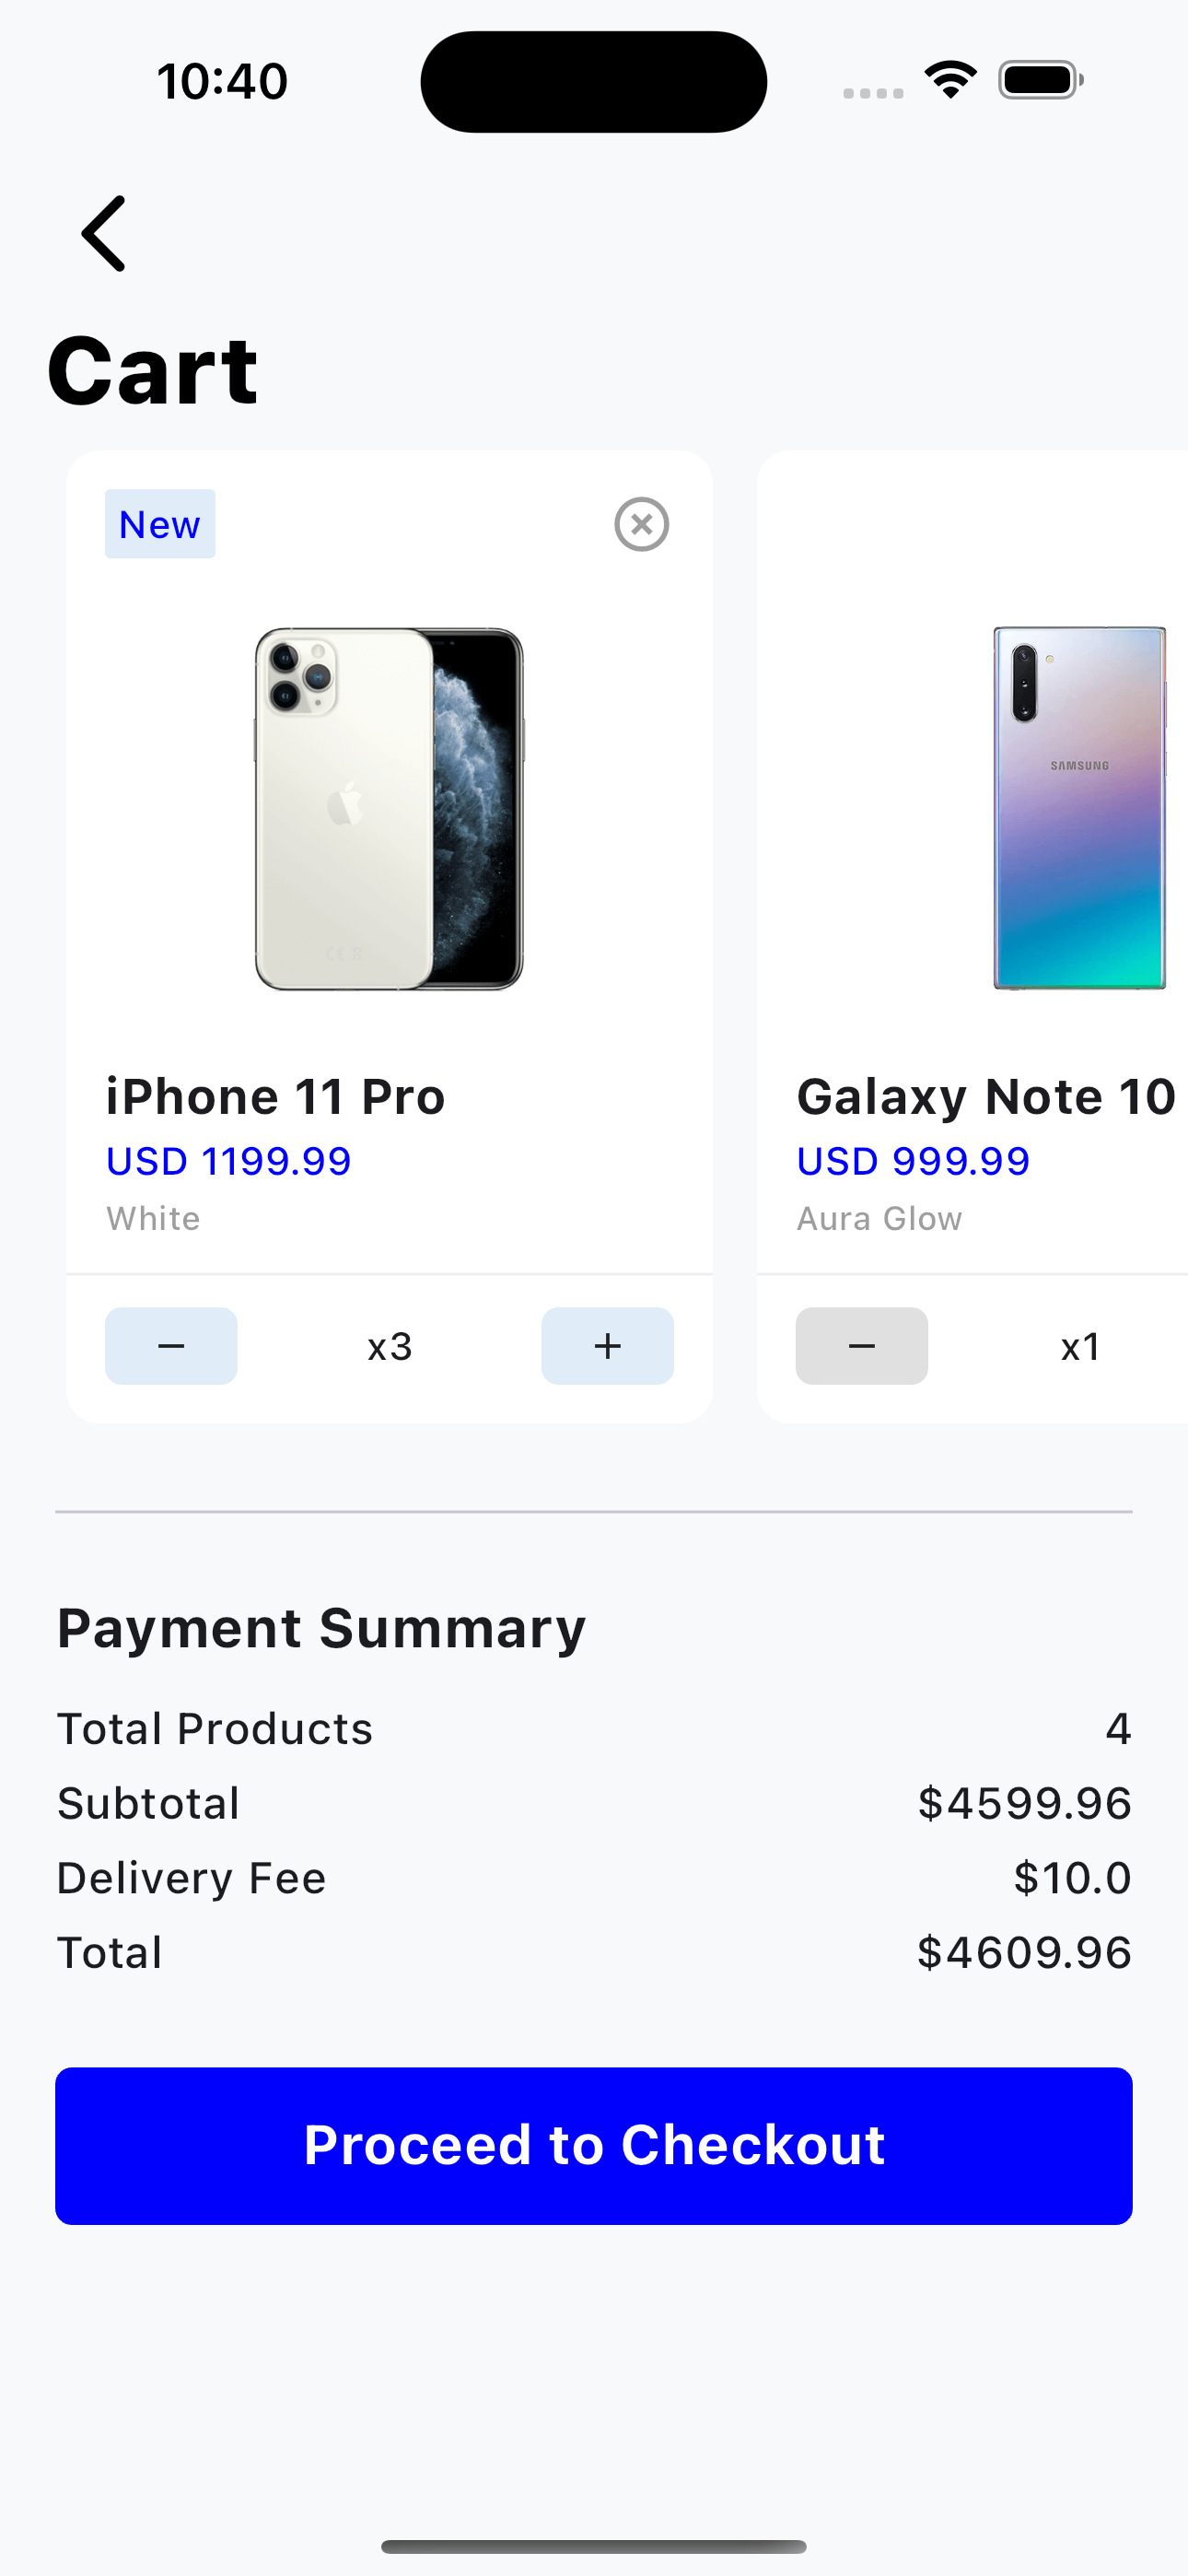 10:40
Cart
New
SAMSUNG
iPhone 11 Pro
USD 1199.99
White
− x3 +
Galaxy Note 10
USD 999.99
Aura Glow
− x1
Payment Summary
Total Products 4
Subtotal $4599.96
Delivery Fee $10.0
Total $4609.96
Proceed to Checkout